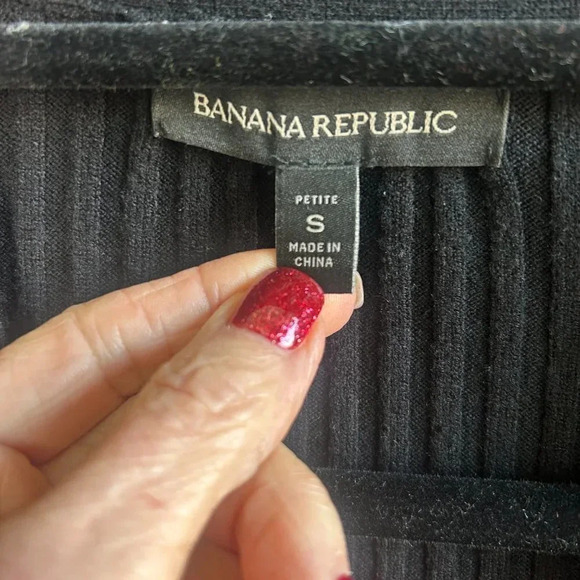 BANANA REPUBLIC
PETITE
S
MADE IN
CHINA